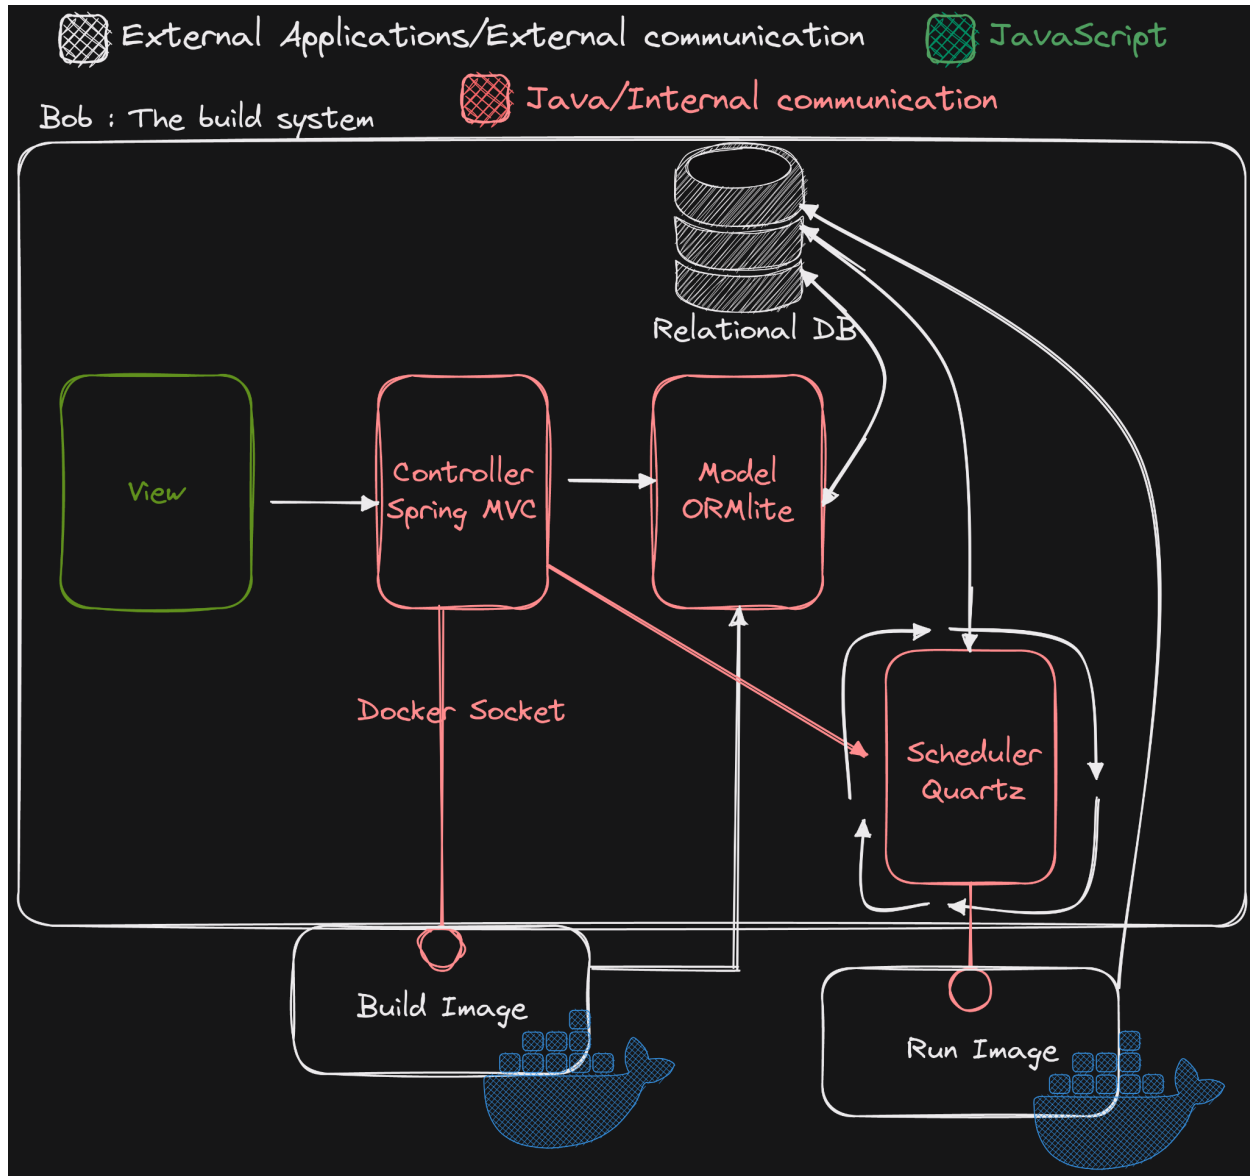 External Applications/External communication
JavaScript
Java/Internal communication
Bob : The build system
Relational DB
View
Controller
Spring MVC
Model
ORMlite
Docker Socket
Scheduler
Quartz
Build Image
Run Image